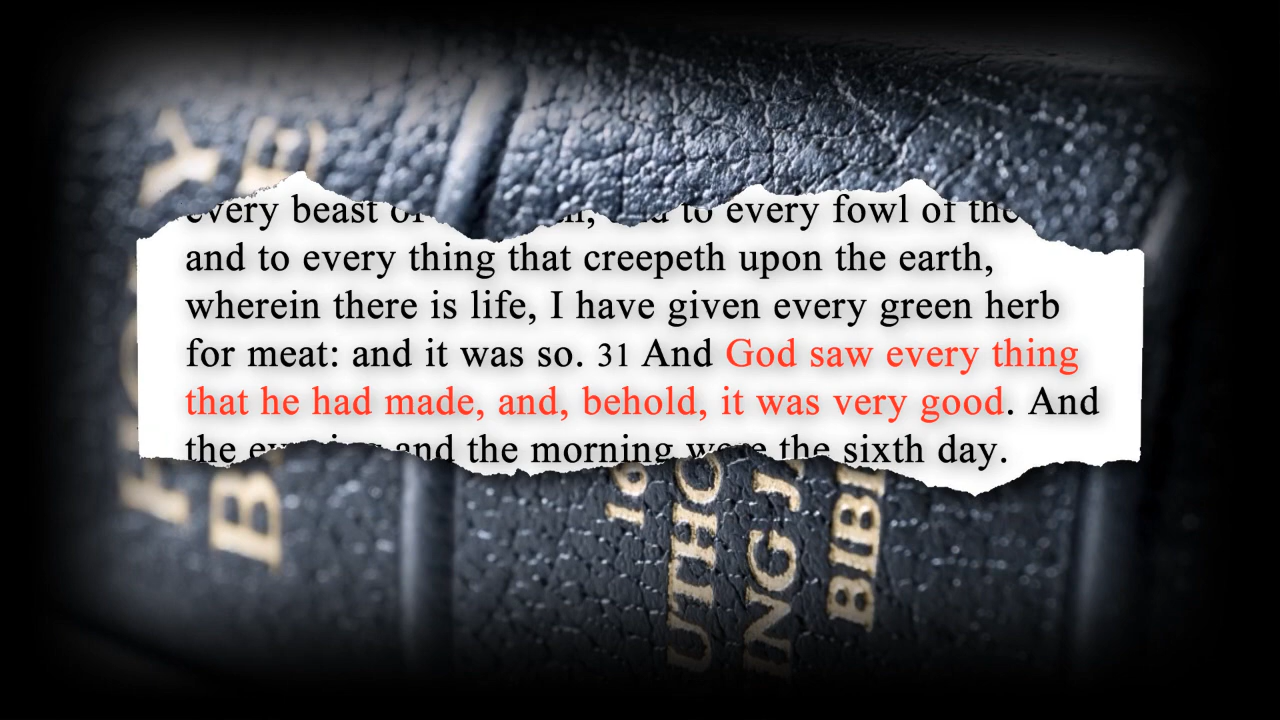 every beast of to every fowl of the
and to every thing that creepeth upon the earth,
wherein there is life, I have given every green herb
for meat: and it was so. 31 And God saw every thing
that he had made, and, behold, it was very good. And
the and the morning the sixth day.